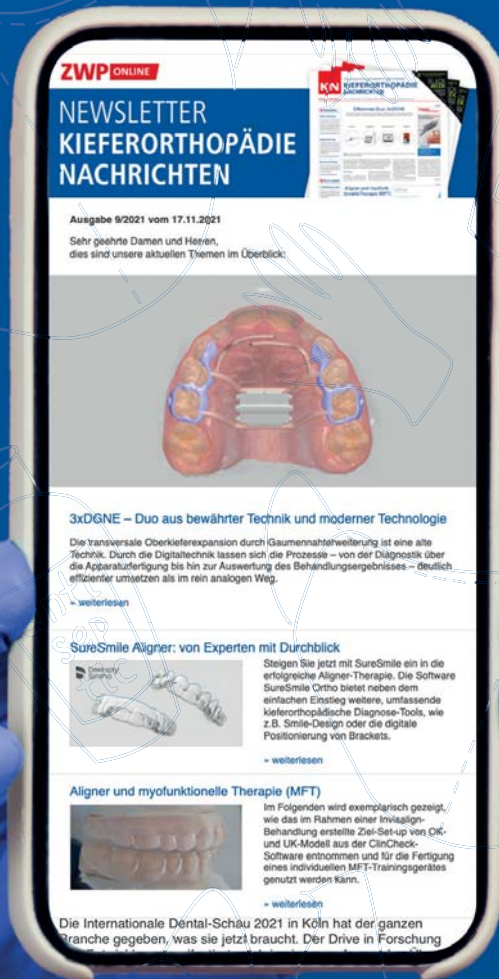 ZWP ONLINE
NEWSLETTER
KIEFERORTHOPÄDIE
NACHRICHTEN
KN KIEFERORTHOPÄDIE
NACHRICHTEN
Ausgabe 9/2021 vom 17.11.2021
Sehr geehrte Damen und Herren,
dies sind unsere aktuellen Themen im Überblick:
3xDGNE – Duo aus bewährter Technik und moderner Technologie
Die transversale Oberkieferexpansion durch Gaumennahterweiterung ist eine alte
Technik. Durch die Digitaltechnik lassen sich die Prozesse – von der Diagnostik über
die Apparaturfertigung bis hin zur Auswertung des Behandlungsergebnisses – deutlich
effizienter umsetzen als im rein analogen Weg.
» weiterlesen
SureSmile Aligner: von Experten mit Durchblick
Dentsply
Sirona
Steigen Sie jetzt mit SureSmile ein in die
erfolgreiche Aligner-Therapie. Die Software
SureSmile Ortho bietet neben dem
einfachen Einstieg weitere, umfassende
kieferorthopädische Diagnose-Tools, wie
z.B. Smile-Design oder die digitale
Positionierung von Brackets.
» weiterlesen
Aligner und myofunktionelle Therapie (MFT)
Im Folgenden wird exemplarisch gezeigt,
wie das im Rahmen einer Invisalign-
Behandlung erstellte Ziel-Set-up von OK-
und UK-Modell aus der ClinCheck-
Software entnommen und für die Fertigung
eines individuellen MFT-Trainingsgerätes
genutzt werden kann.
» weiterlesen
Die Internationale Dental-Schau 2021 in Köln hat der ganzen
Branche gegeben, was sie jetzt braucht. Der Drive in Forschung